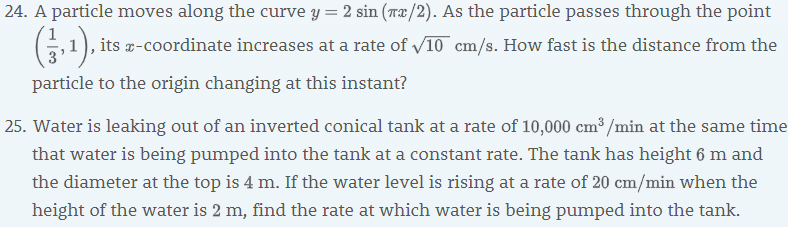 24. A particle moves along the curve y = 2 sin (πx/2). As the particle passes through the point
(1/3, 1), its x-coordinate increases at a rate of √10 cm/s. How fast is the distance from the
particle to the origin changing at this instant?
25. Water is leaking out of an inverted conical tank at a rate of 10,000 cm³/min at the same time
that water is being pumped into the tank at a constant rate. The tank has height 6 m and
the diameter at the top is 4 m. If the water level is rising at a rate of 20 cm/min when the
height of the water is 2 m, find the rate at which water is being pumped into the tank.